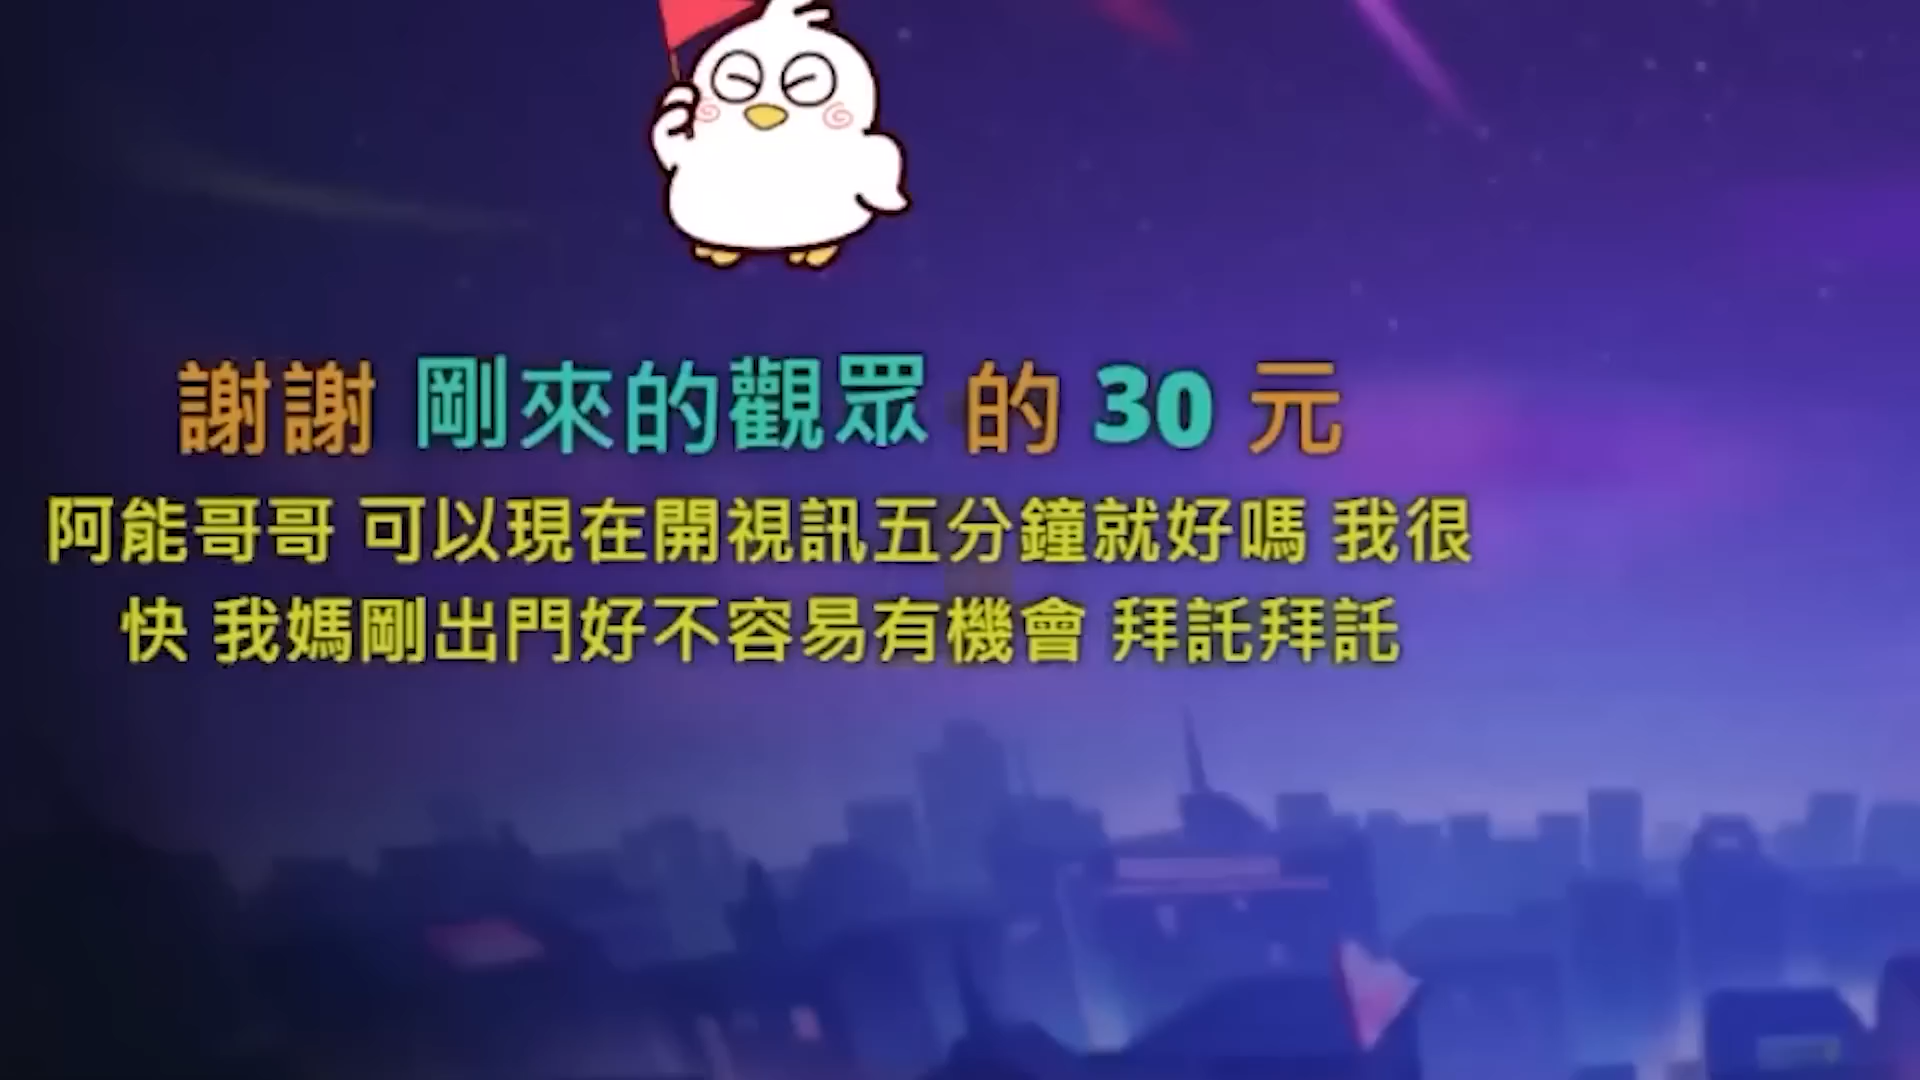 謝謝 剛來的觀眾 的 30 元
阿能哥哥 可以現在開視訊五分鐘就好嗎 我很
快 我媽剛出門好不容易有機會 拜託拜託